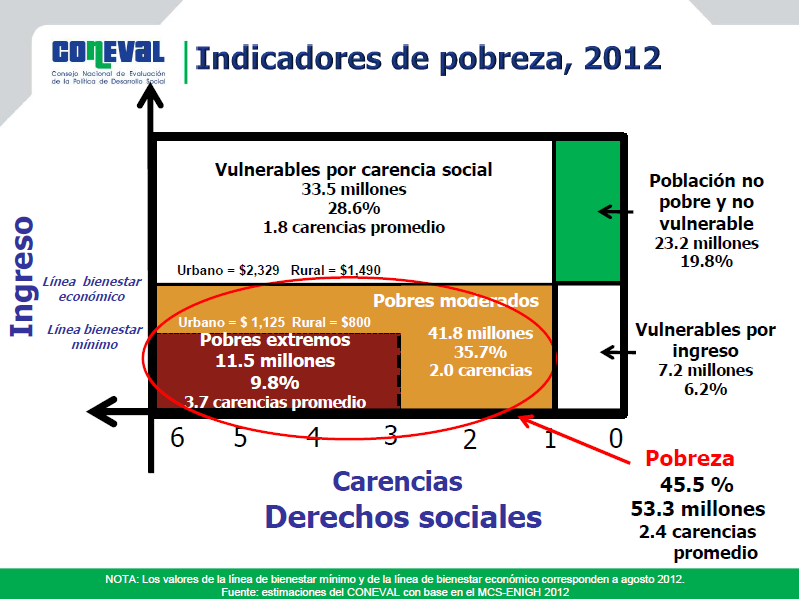 CONEVAL
Consejo Nacional de Evaluación
de la Política de Desarrollo Social
Indicadores de pobreza, 2012
Ingreso
Vulnerables por carencia social
33.5 millones
28.6%
1.8 carencias promedio
Urbano = $2,329 Rural = $1,490
Línea bienestar
económico
Línea bienestar
mínimo
Pobres moderados
Urbano = $ 1,125 Rural = $800
41.8 millones
35.7%
2.0 carencias
Pobres extremos
11.5 millones
9.8%
3.7 carencias promedio
Población no
pobre y no
vulnerable
23.2 millones
19.8%
Vulnerables por
ingreso
7.2 millones
6.2%
6 5 4 3 2 1 0
Carencias
Derechos sociales
Pobreza
45.5 %
53.3 millones
2.4 carencias
promedio
NOTA: Los valores de la línea de bienestar mínimo y de la línea de bienestar económico corresponden a agosto 2012.
Fuente: estimaciones del CONEVAL con base en el MCS-ENIGH 2012